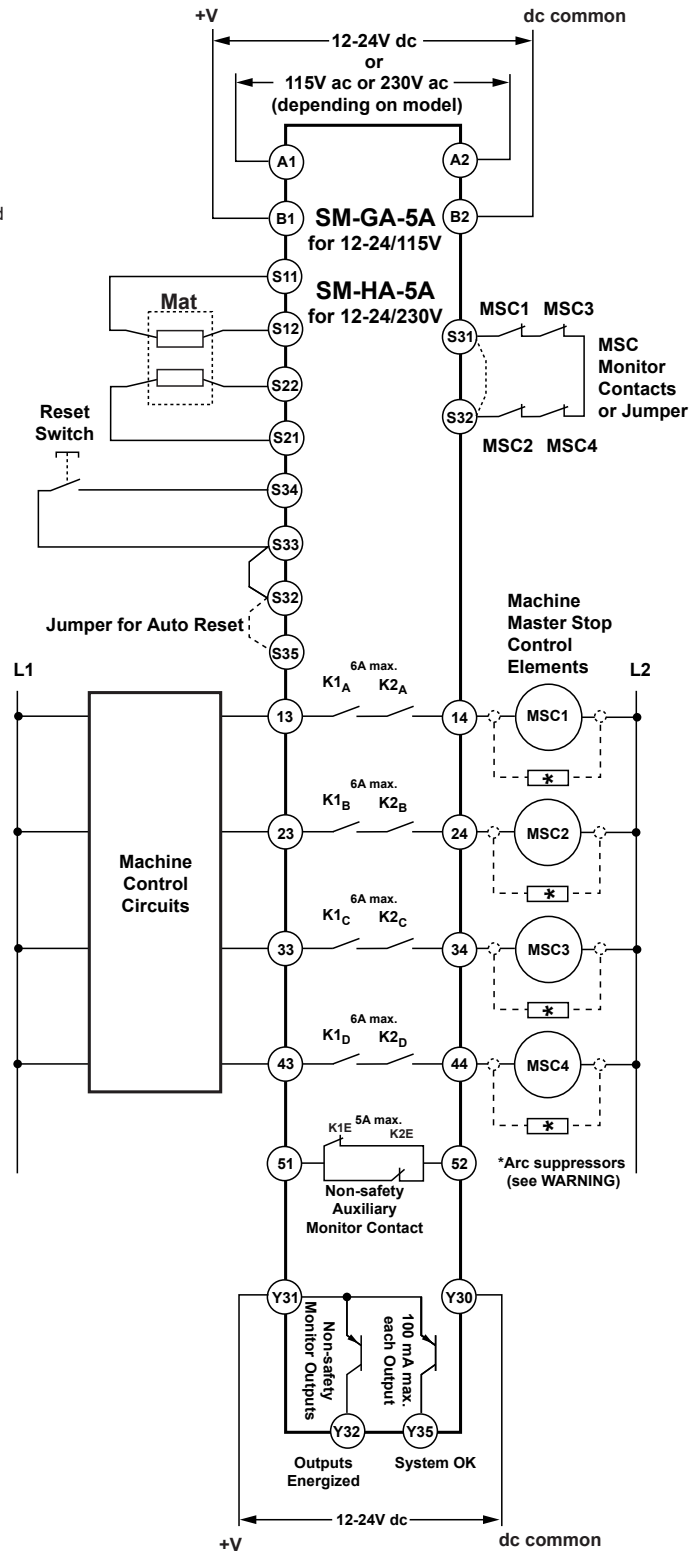 +V
dc common
12-24V dc
or
115V ac or 230V ac
(depending on model)
A1
A2
B1
B2
SM-GA-5A
for 12-24/115V
S11
SM-HA-5A
for 12-24/230V
Mat
S12
S22
S21
S31
S32
MSC1 MSC3
MSC
Monitor
Contacts
or Jumper
MSC2 MSC4
Reset
Switch
S34
S33
S32
Jumper for Auto Reset
S35
Machine
Master Stop
Control
Elements
L1
L2
Machine
Control
Circuits
6A max.
K1A K2A
13
14
MSC1
*
6A max.
K1B K2B
23
24
MSC2
*
6A max.
K1C K2C
33
34
MSC3
*
6A max.
K1D K2D
43
44
MSC4
*
5A max.
K1E K2E
51
52
Non-safety
Auxiliary
Monitor Contact
*Arc suppressors
(see WARNING)
Y31
Y30
Non-safety
Monitor Outputs
100 mA max.
each Output
Y32
Y35
Outputs
Energized
System OK
12-24V dc
+V
dc common